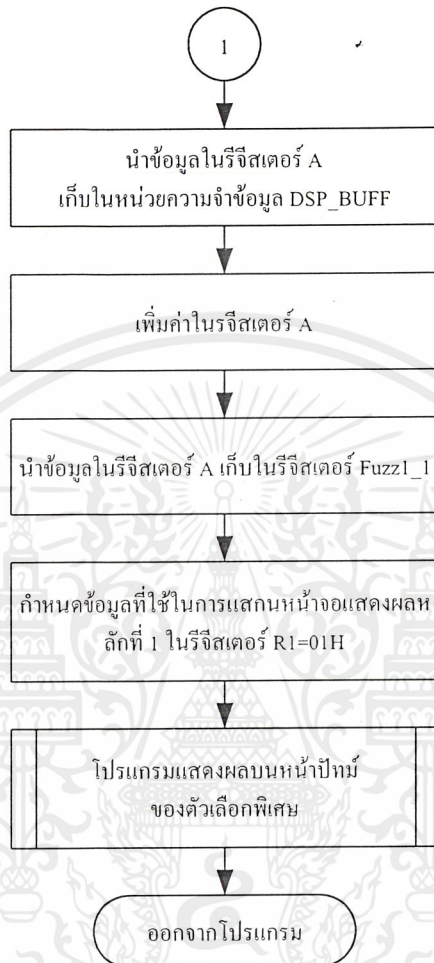 1
นำข้อมูลในรีจีสเตอร์ A
เก็บในหน่วยความจำข้อมูล DSP_BUFF
เพิ่มค่าในรจีสเตอร์ A
นำข้อมูลในรีจีสเตอร์ A เก็บในรีจีสเตอร์ Fuzz1_1
กำหนดข้อมูลที่ใช้ในการแสกนหน้าจอแสดงผลห
ลักที่ 1 ในรีจีสเตอร์ R1=01H
โปรแกรมแสดงผลบนหน้าปัทม์
ของตัวเลือกพิเศษ
ออกจากโปรแกรม